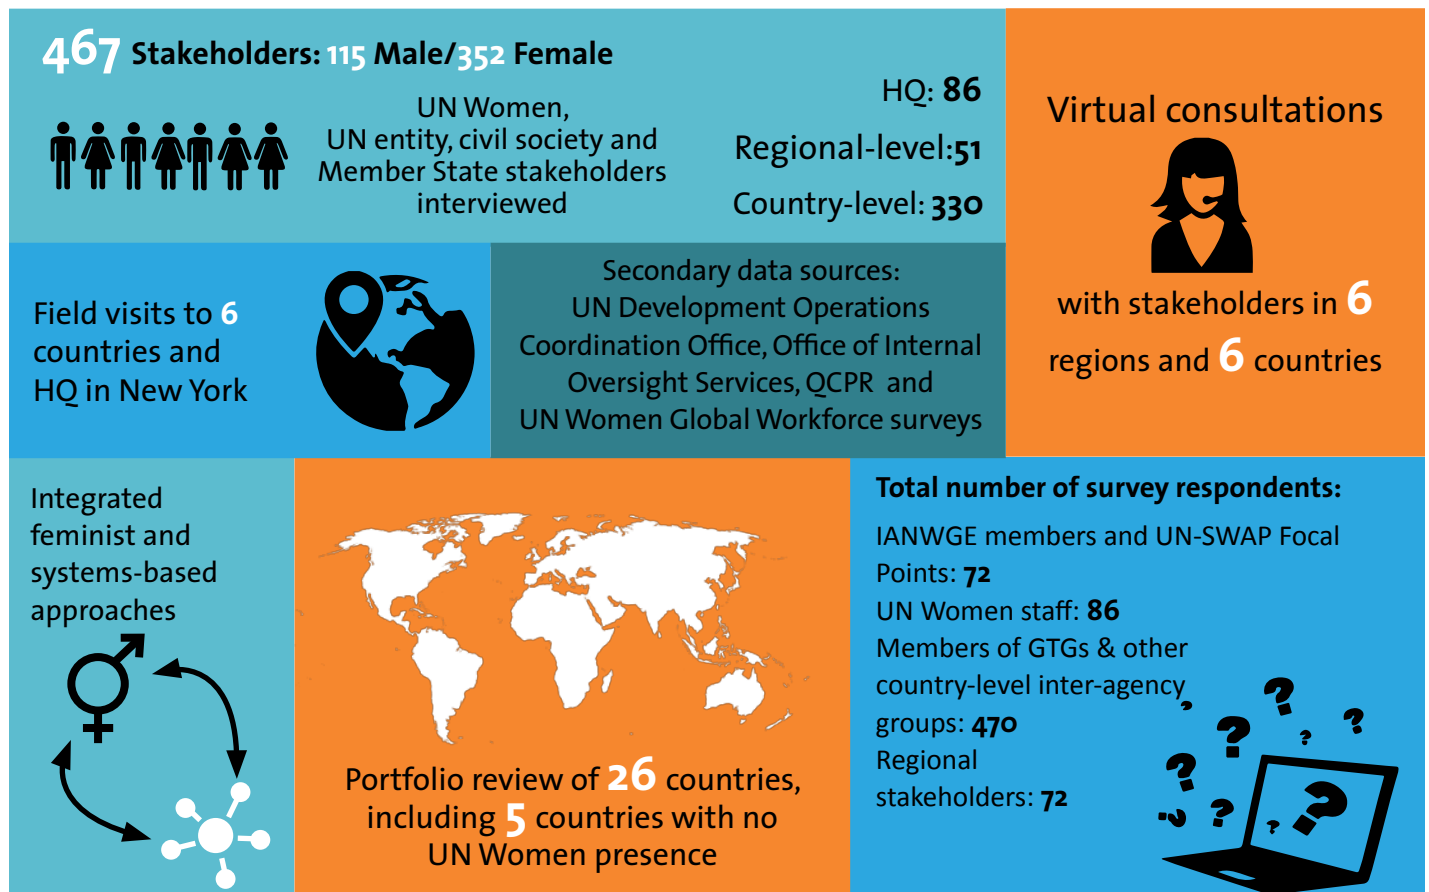 467 Stakeholders: 115 Male/352 Female
UN Women,
UN entity, civil society and
Member State stakeholders
interviewed
HQ: 86
Regional-level:51
Country-level: 330
Virtual consultations
with stakeholders in 6
regions and 6 countries
Field visits to 6
countries and
HQ in New York
Secondary data sources:
UN Development Operations
Coordination Office, Office of Internal
Oversight Services, QCPR and
UN Women Global Workforce surveys
Integrated
feminist and
systems-based
approaches
Portfolio review of 26 countries,
including 5 countries with no
UN Women presence
Total number of survey respondents:
IANWGE members and UN-SWAP Focal
Points: 72
UN Women staff: 86
Members of GTGs & other
country-level inter-agency
groups: 470
Regional
stakeholders: 72